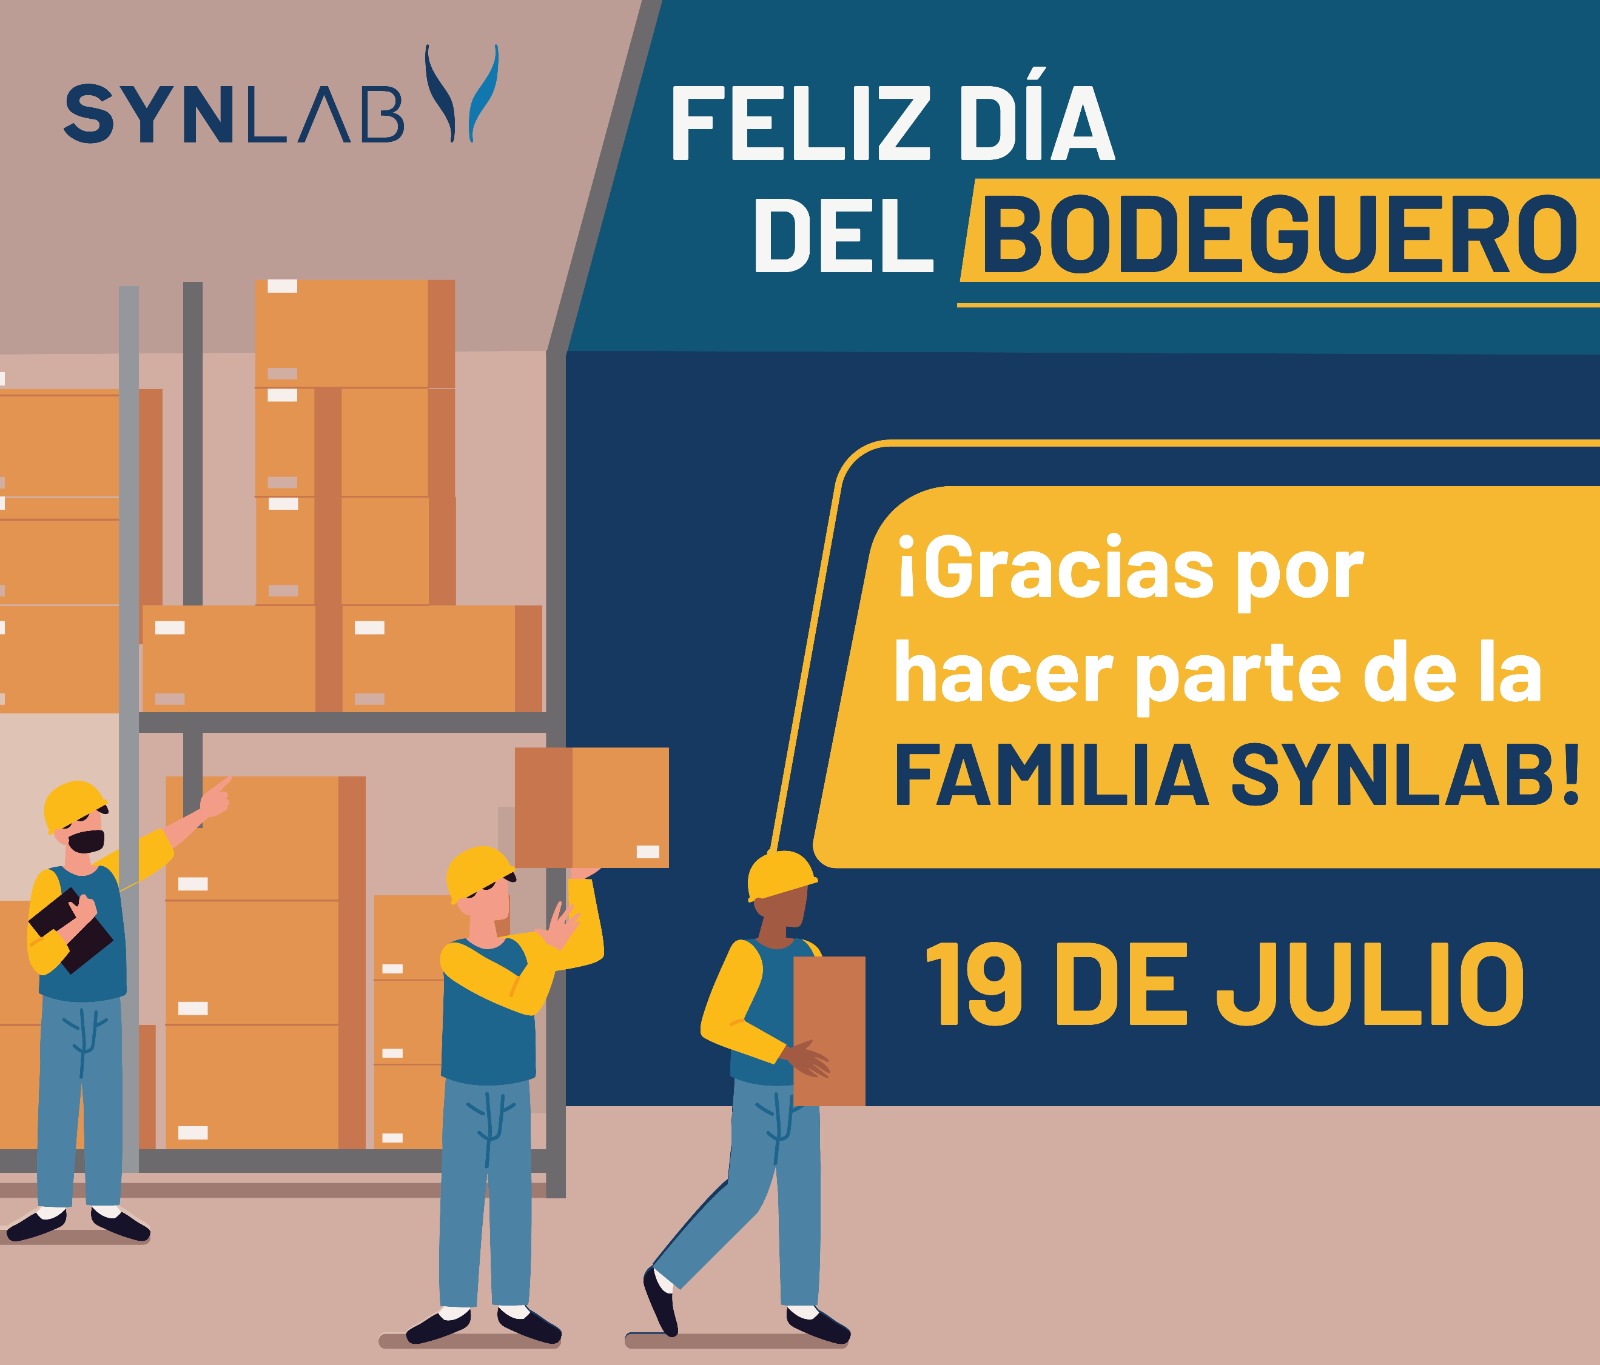 SYNLAB
FELIZ DÍA
DEL BODEGUERO
¡Gracias por
hacer parte de la
FAMILIA SYNLAB!
19 DE JULIO